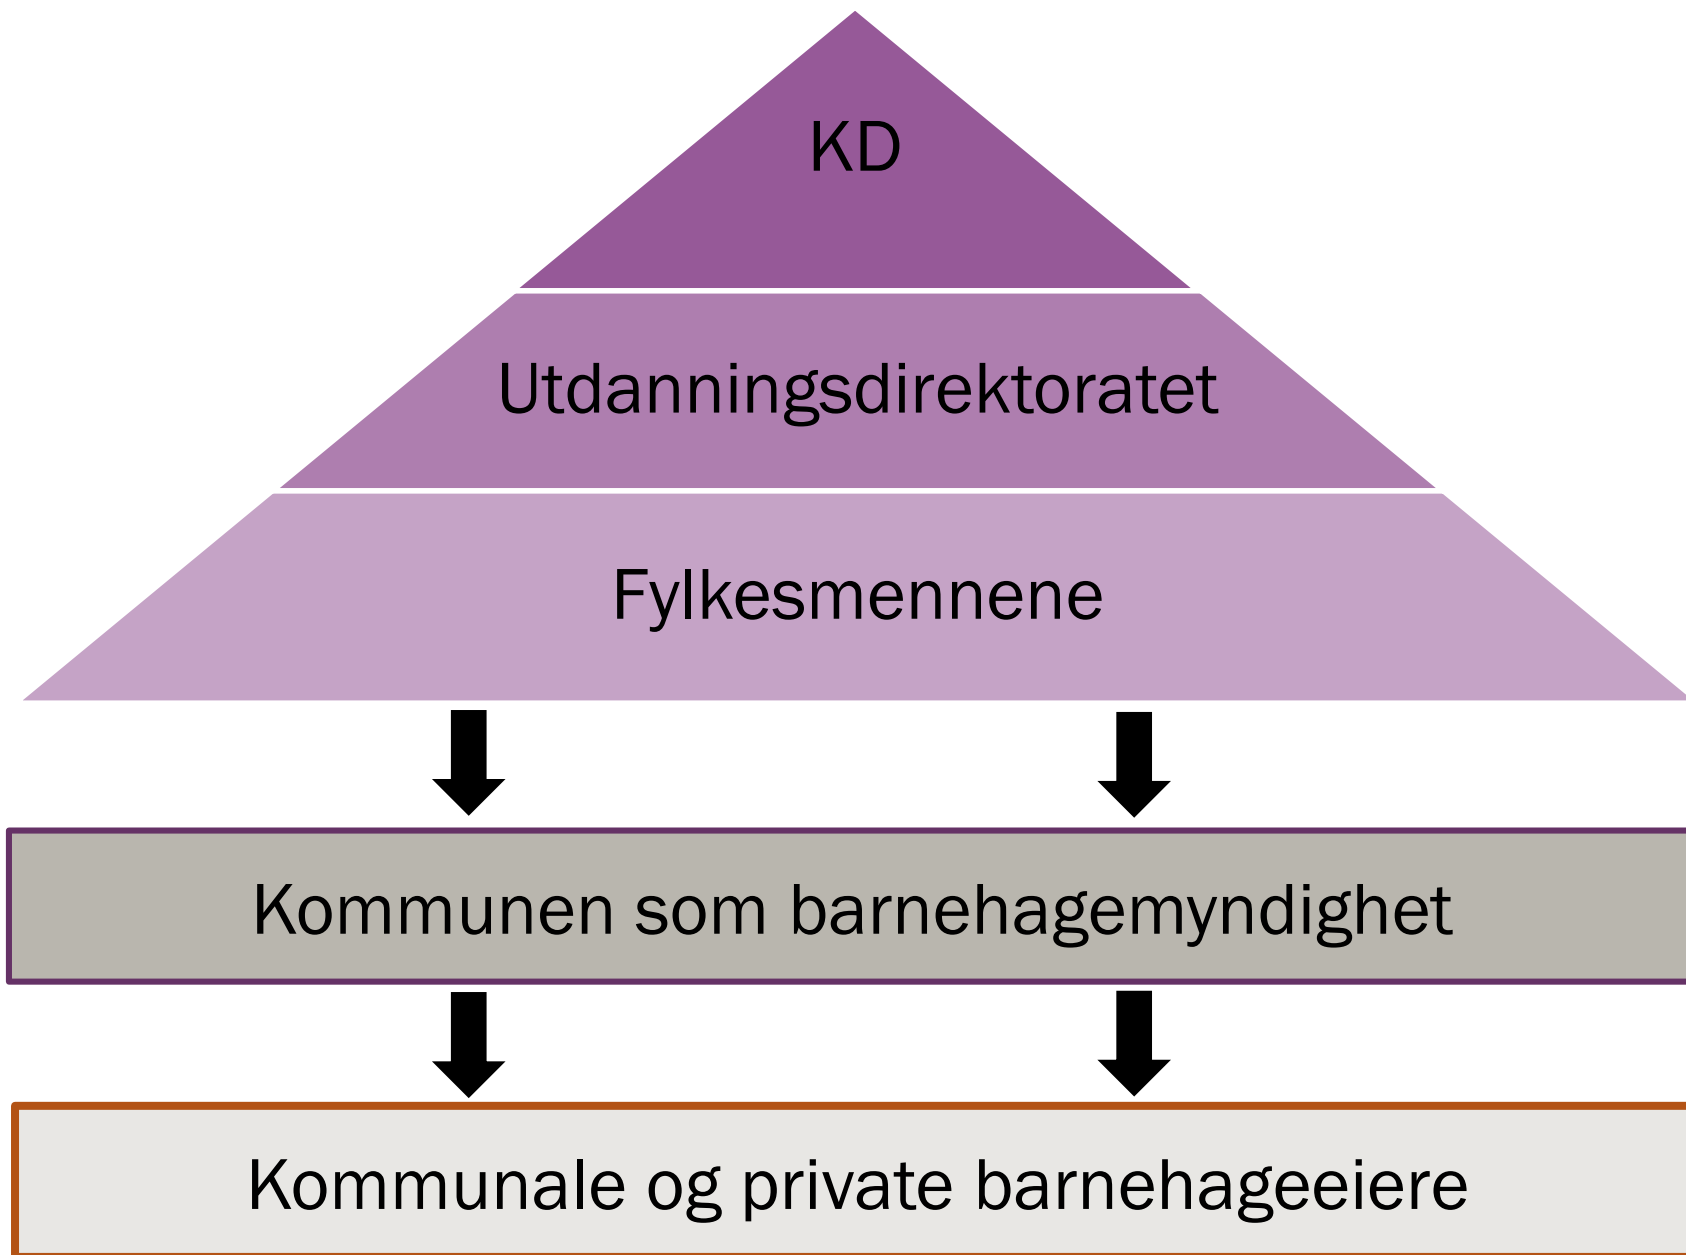 KD
Utdanningsdirektoratet
Fylkesmennene
Kommunen som barnehagemyndighet
Kommunale og private barnehageeiere